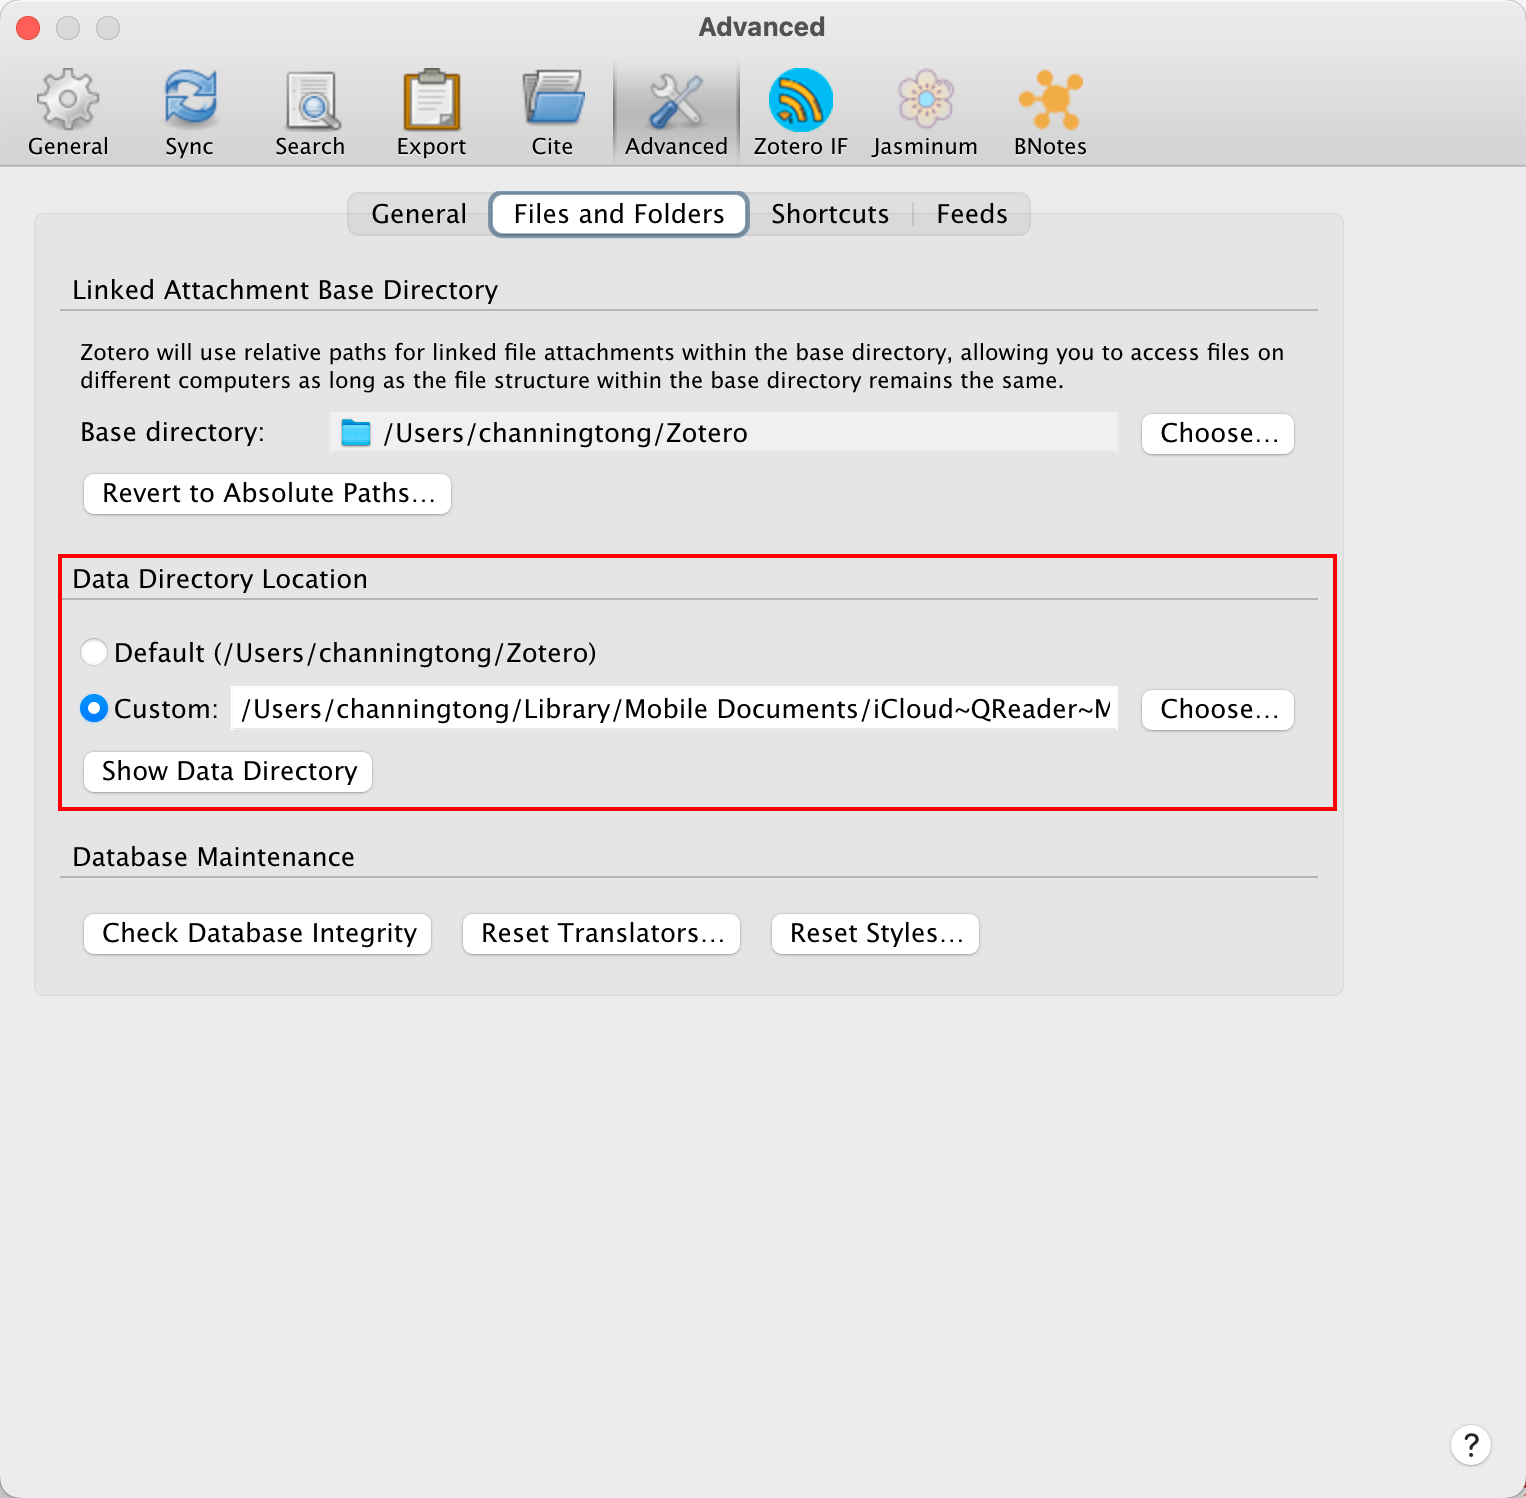 Advanced
General
Sync
Search
Export
Cite
Advanced
Zotero IF
Jasminum
BNotes
General
Files and Folders
Shortcuts
Feeds
Linked Attachment Base Directory
Zotero will use relative paths for linked file attachments within the base directory, allowing you to access files on
different computers as long as the file structure within the base directory remains the same.
Base directory:
/Users/channingtong/Zotero
Choose...
Revert to Absolute Paths...
Data Directory Location
Default (/Users/channingtong/Zotero)
Custom:
/Users/channingtong/Library/Mobile Documents/iCloud~QReader~M
Choose...
Show Data Directory
Database Maintenance
Check Database Integrity
Reset Translators...
Reset Styles...
?